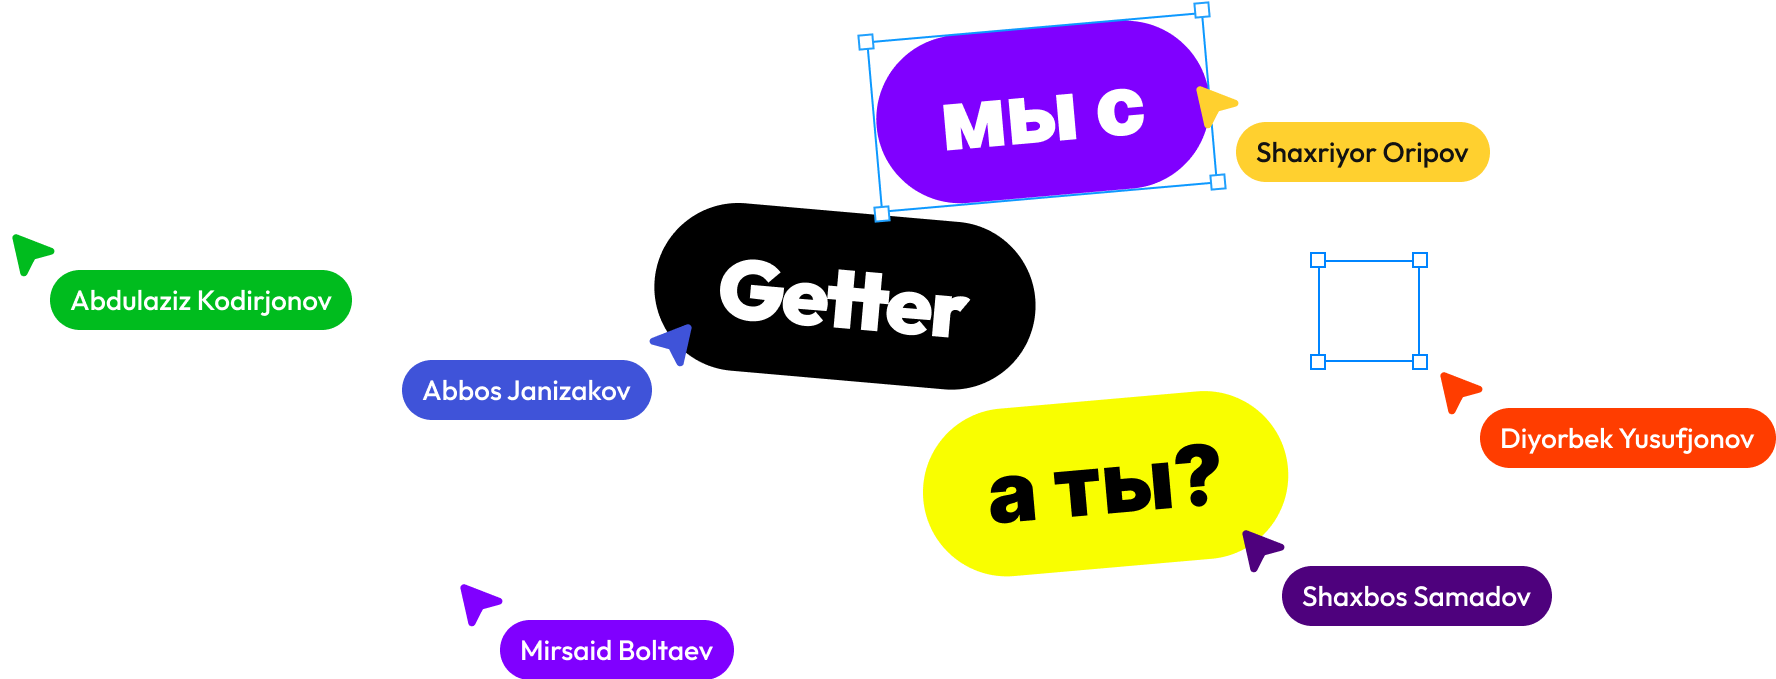 мы с
Shaxriyor Oripov
Getter
Abdulaziz Kodirjonov
Abbos Janizakov
Diyorbek Yusufjonov
а ты?
Shaxbos Samadov
Mirsaid Boltaev